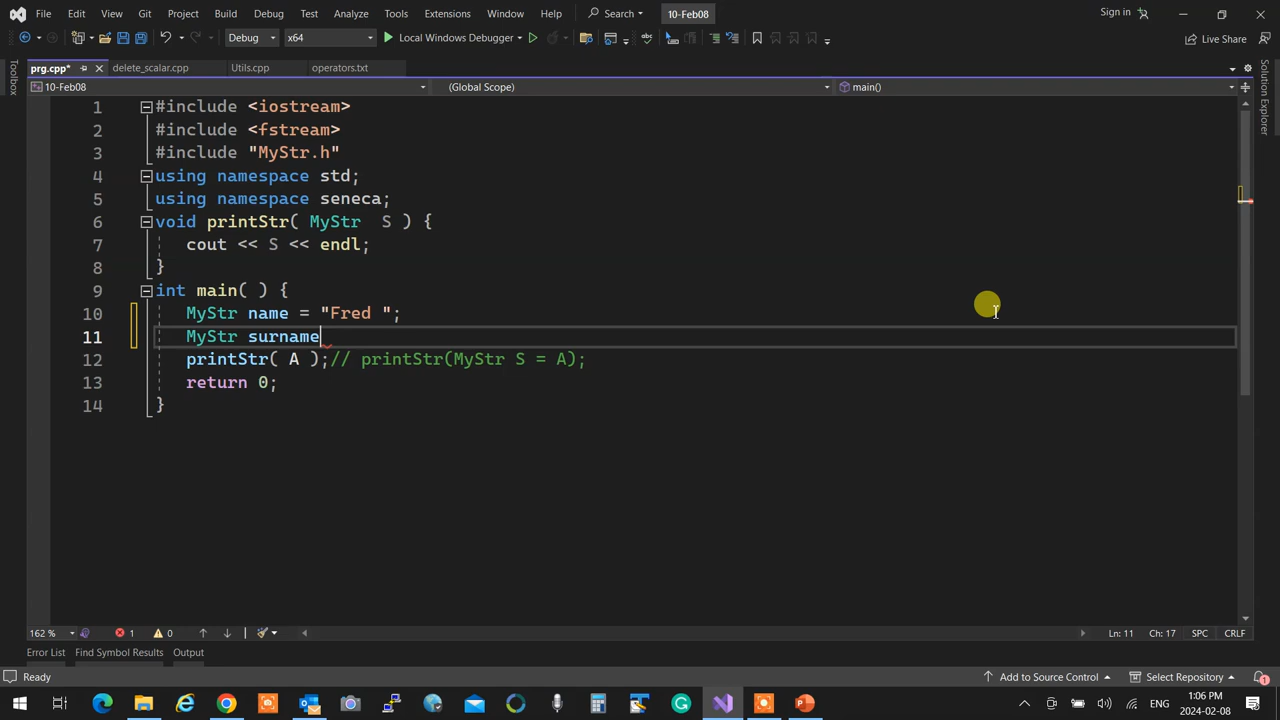 File Edit View Git Project Build Debug Test Analyze Tools Extensions Window Help Search 10-Feb08 Sign in
Debug x64 Local Windows Debugger Live Share
prg.cpp* delete_scalar.cpp Utils.cpp operators.txt
10-Feb08 (Global Scope) main()
Toolbox
Solution Explorer
1 #include <iostream>
2 #include <fstream>
3 #include "MyStr.h"
4 using namespace std;
5 using namespace seneca;
6 void printStr( MyStr  S ) {
7 cout << S << endl;
8 }
9 int main( ) {
10 MyStr name = "Fred ";
11 MyStr surname
12 printStr( A );// printStr(MyStr S = A);
13 return 0;
14 }
162 % 1 0 Ln: 11 Ch: 17 SPC CRLF
Error List Find Symbol Results Output
Ready Add to Source Control Select Repository 1
ENG 1:06 PM
2024-02-08